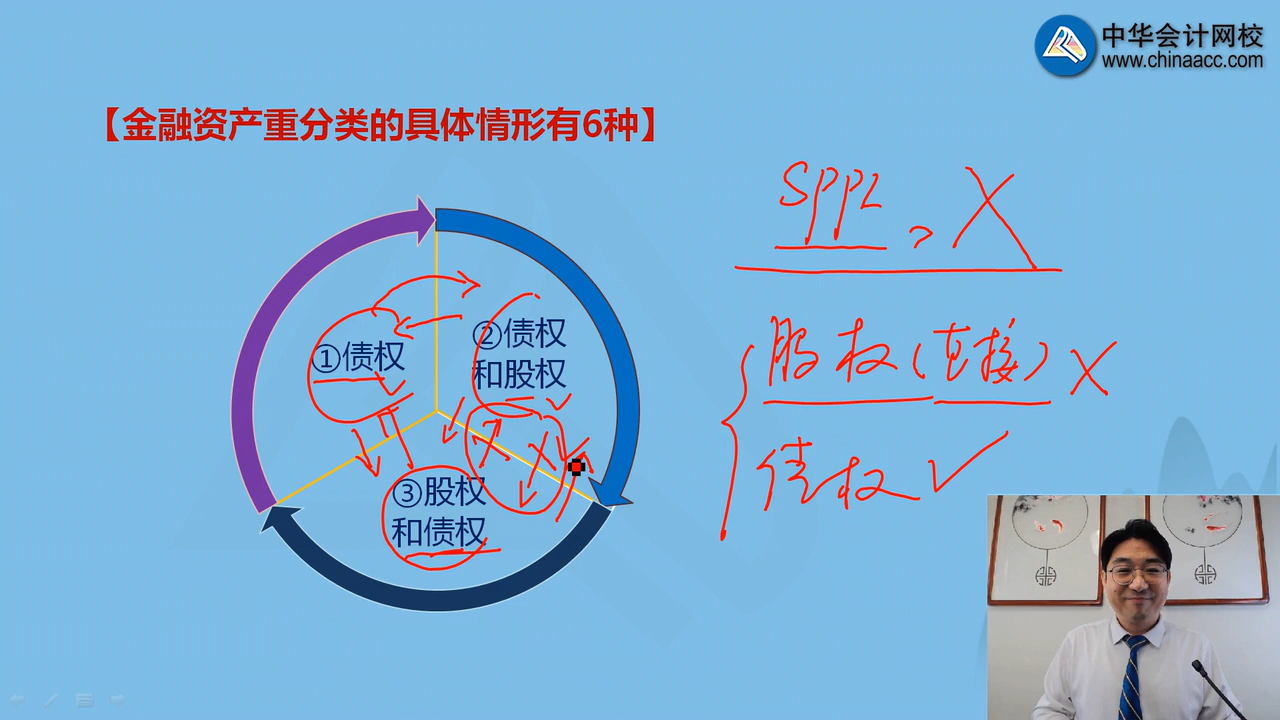 中华会计网校
www.chinaacc.com
【金融资产重分类的具体情形有6种】
SPPI，X
①债权
②债权
和股权
股权（直接）X
债权✓
③股权
和债权